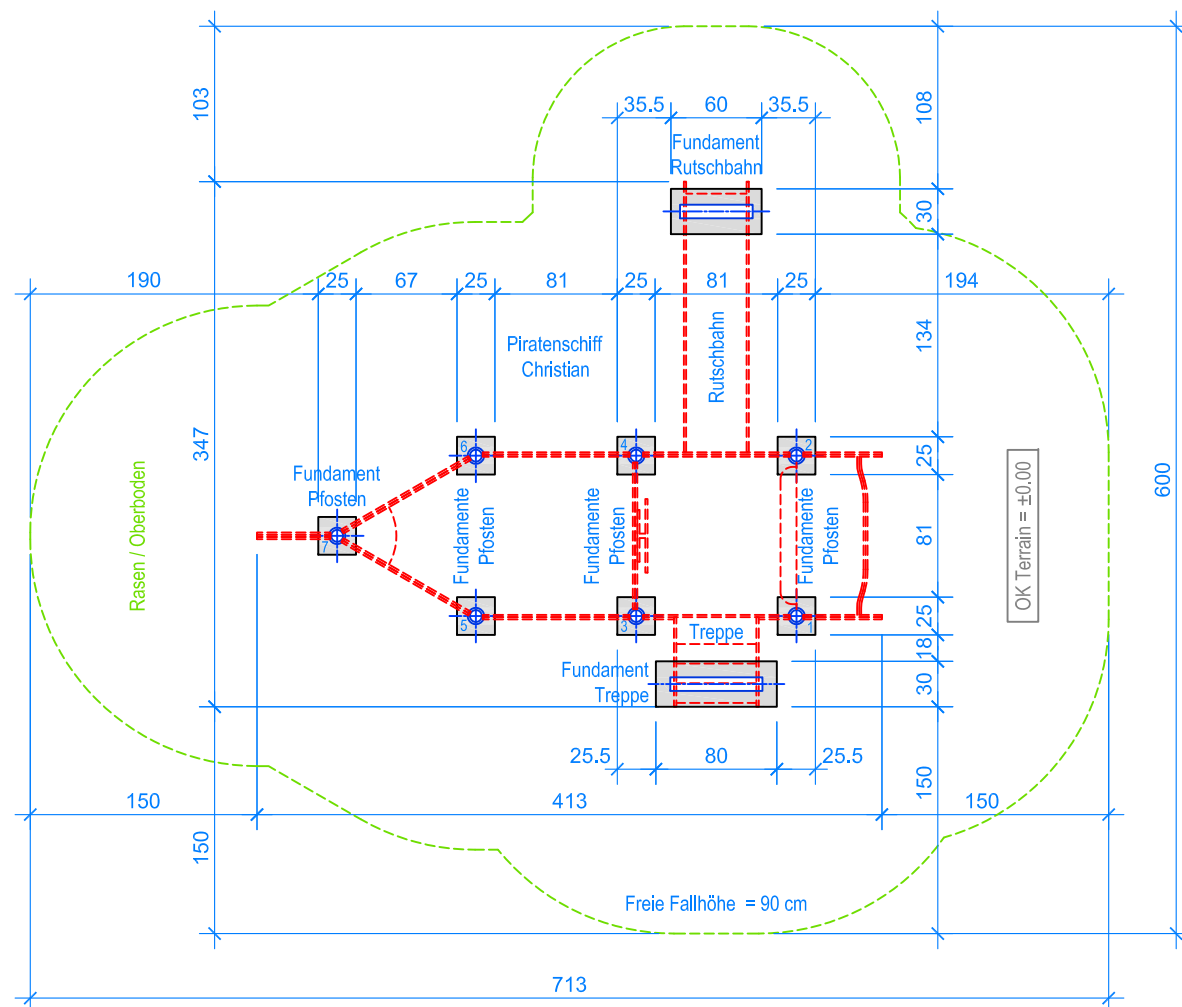 35.5
60
35.5
103
108
Fundament
Rutschbahn
30
190
25
67
25
81
25
81
25
194
Piratenschiff
Christian
Rutschbahn
134
347
6
4
2
25
600
Fundament
Pfosten
Rasen / Oberboden
7
Fundamente
Pfosten
Fundamente
Pfosten
Fundamente
Pfosten
81
OK Terrain = ±0.00
5
3
1
25
Treppe
18
Fundament
Treppe
30
25.5
80
25.5
150
150
413
150
150
Freie Fallhöhe = 90 cm
713